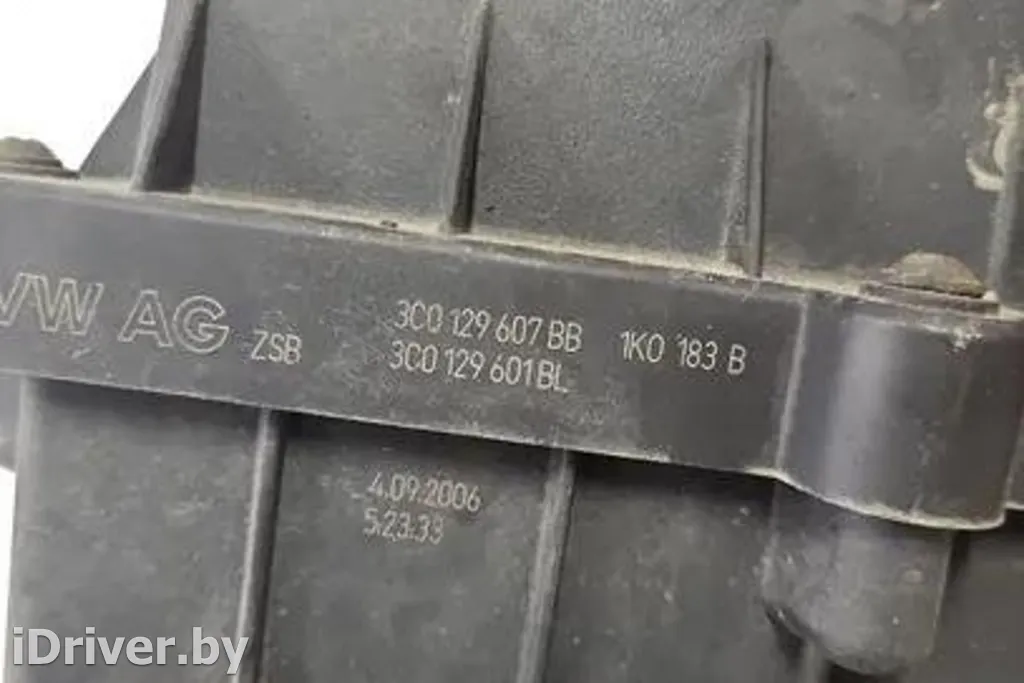 VW AG ZSB 3C0 129 607 BB 1K0 183 B
3C0 129 601 BL
4.09.2006
5:23:33
iDriver.by